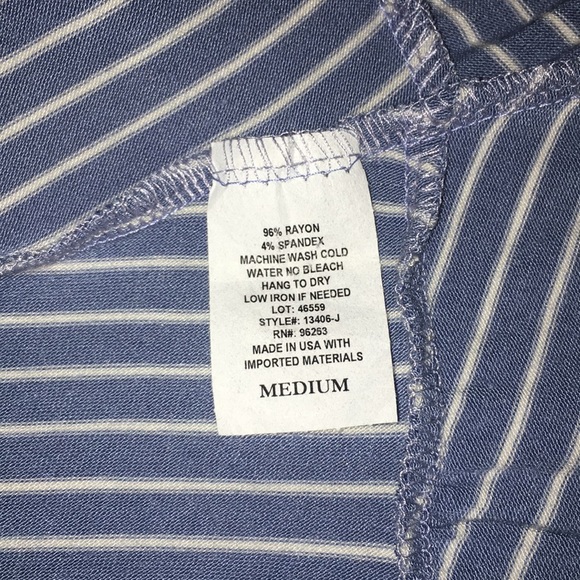 96% RAYON
4% SPANDEX
MACHINE WASH COLD
WATER NO BLEACH
HANG TO DRY
LOW IRON IF NEEDED
LOT: 46559
STYLE#: 13406-J
RN#: 96263
MADE IN USA WITH
IMPORTED MATERIALS
MEDIUM